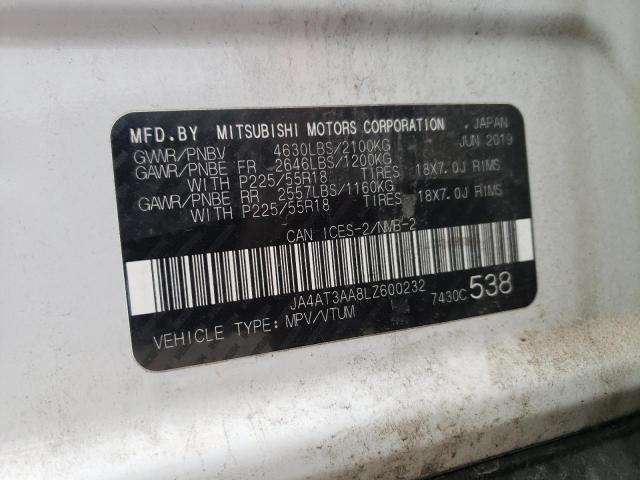 MFD.BY MITSUBISHI MOTORS CORPORATION . JAPAN
GVWR/PNBV 4630LBS/2100KG JUN 2019
GAWR/PNBE FR 2646LBS/1200KG
WITH P225/55R18 TIRES 18X7.0J RIMS
GAWR/PNBE RR 2557LBS/1160KG
WITH P225/55R18 TIRES 18X7.0J RIMS
CAN ICES-2/NMB-2
JA4AT3AA8LZ600232 7430C 538
VEHICLE TYPE: MPV/VTUM